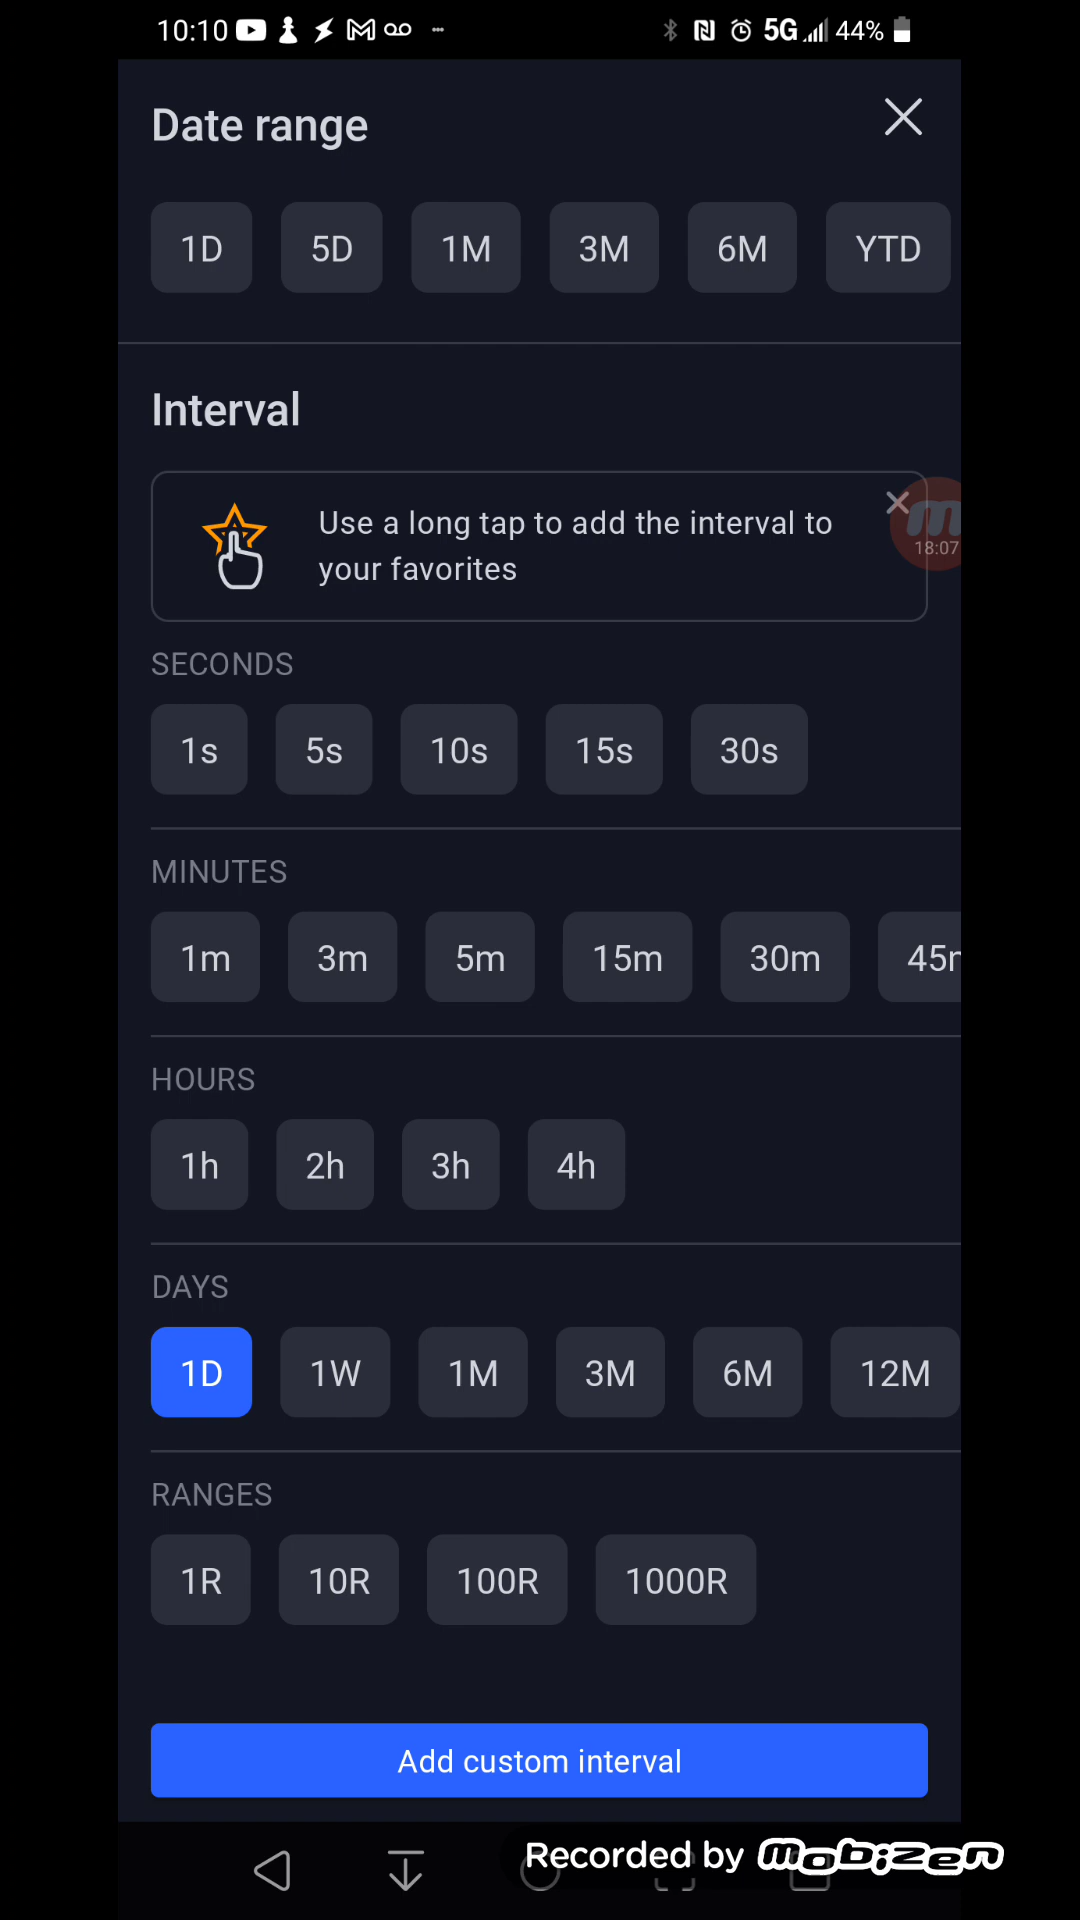 10:10 5G 44%
Date range
1D 5D 1M 3M 6M YTD
Interval
Use a long tap to add the interval to
your favorites
18:07
SECONDS
1s 5s 10s 15s 30s
MINUTES
1m 3m 5m 15m 30m 45m
HOURS
1h 2h 3h 4h
DAYS
1D 1W 1M 3M 6M 12M
RANGES
1R 10R 100R 1000R
Add custom interval
Recorded by mobizen